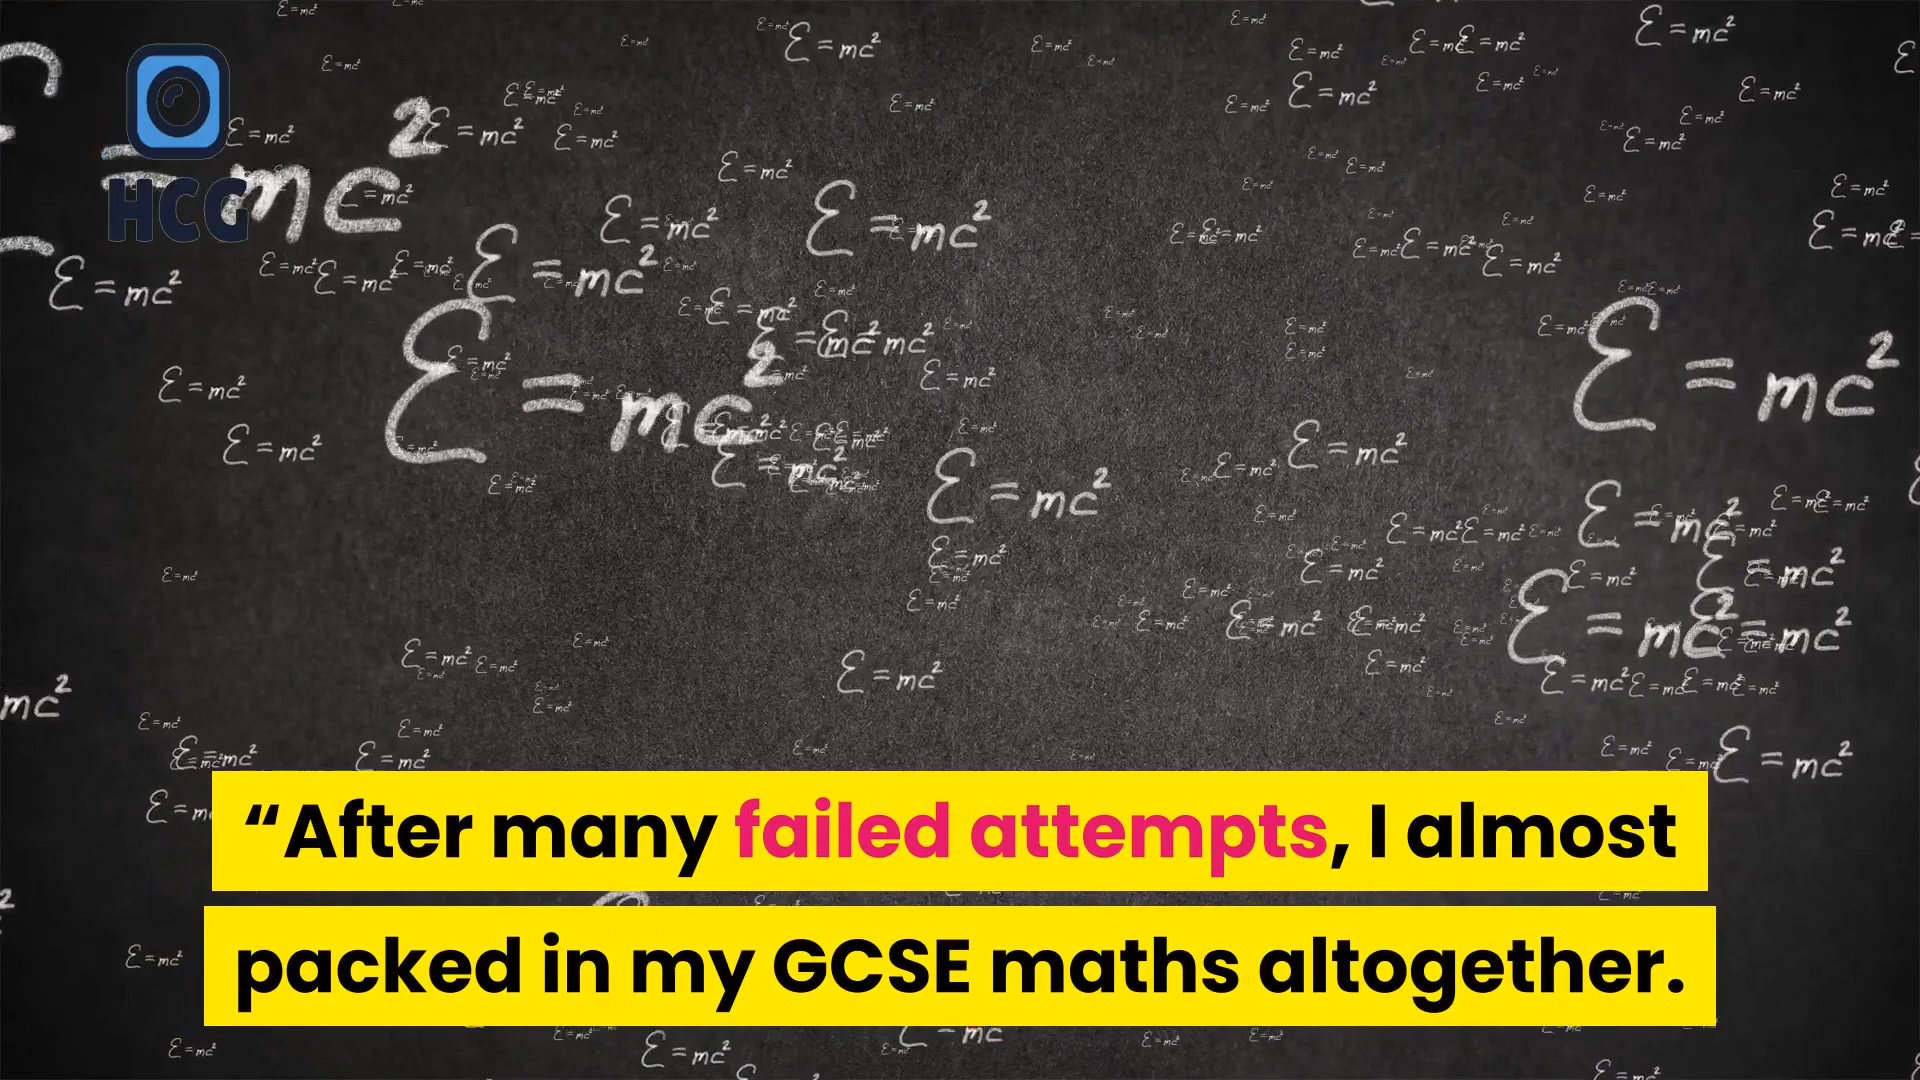 HCG
“After many failed attempts, I almost
packed in my GCSE maths altogether.
E=mc²